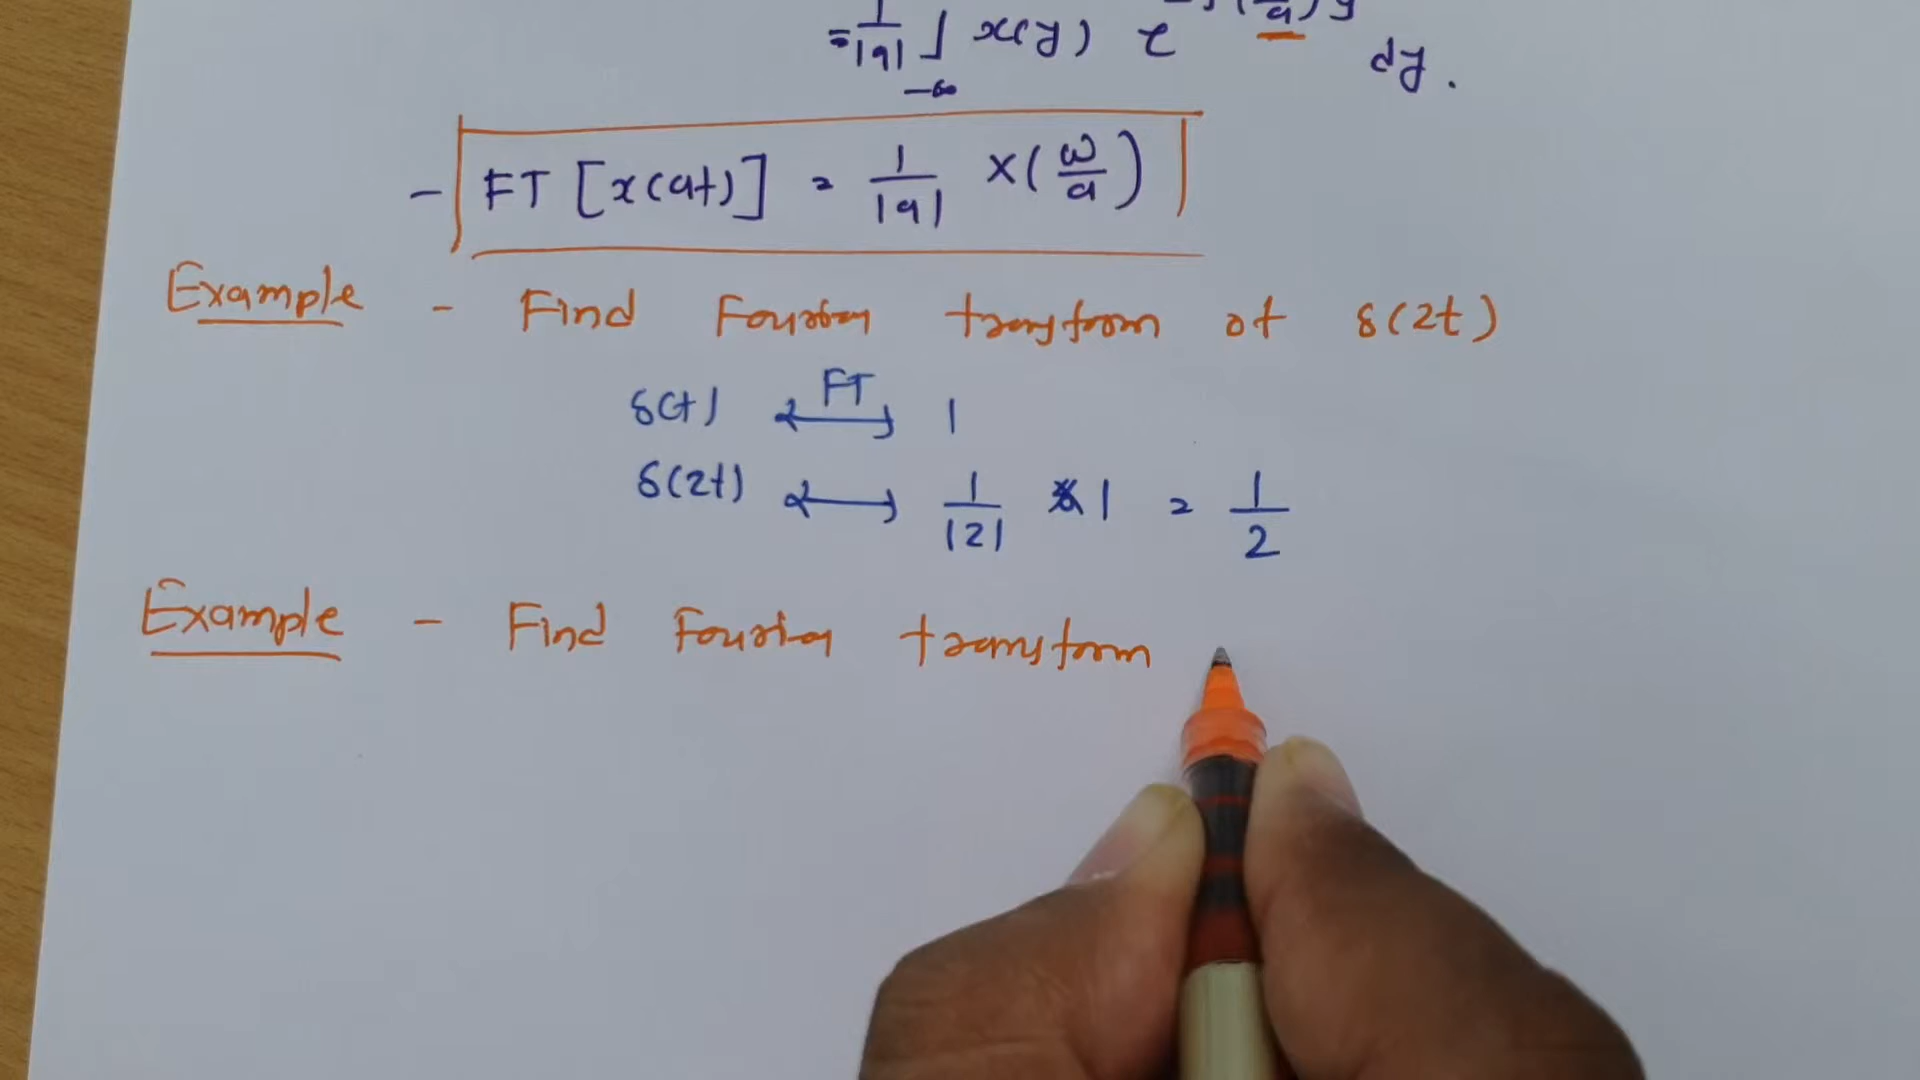 = 1/|a| ∫ x(y) e^-j(ω/a)y dy.
-∞
- FT [x(at)] = 1/|a| X(ω/a)
Example - Find Fourier transform of δ(2t)
δ(t) ⟷ FT 1
δ(2t) ⟷ 1/|2| × 1 = 1/2
Example - Find Fourier transform